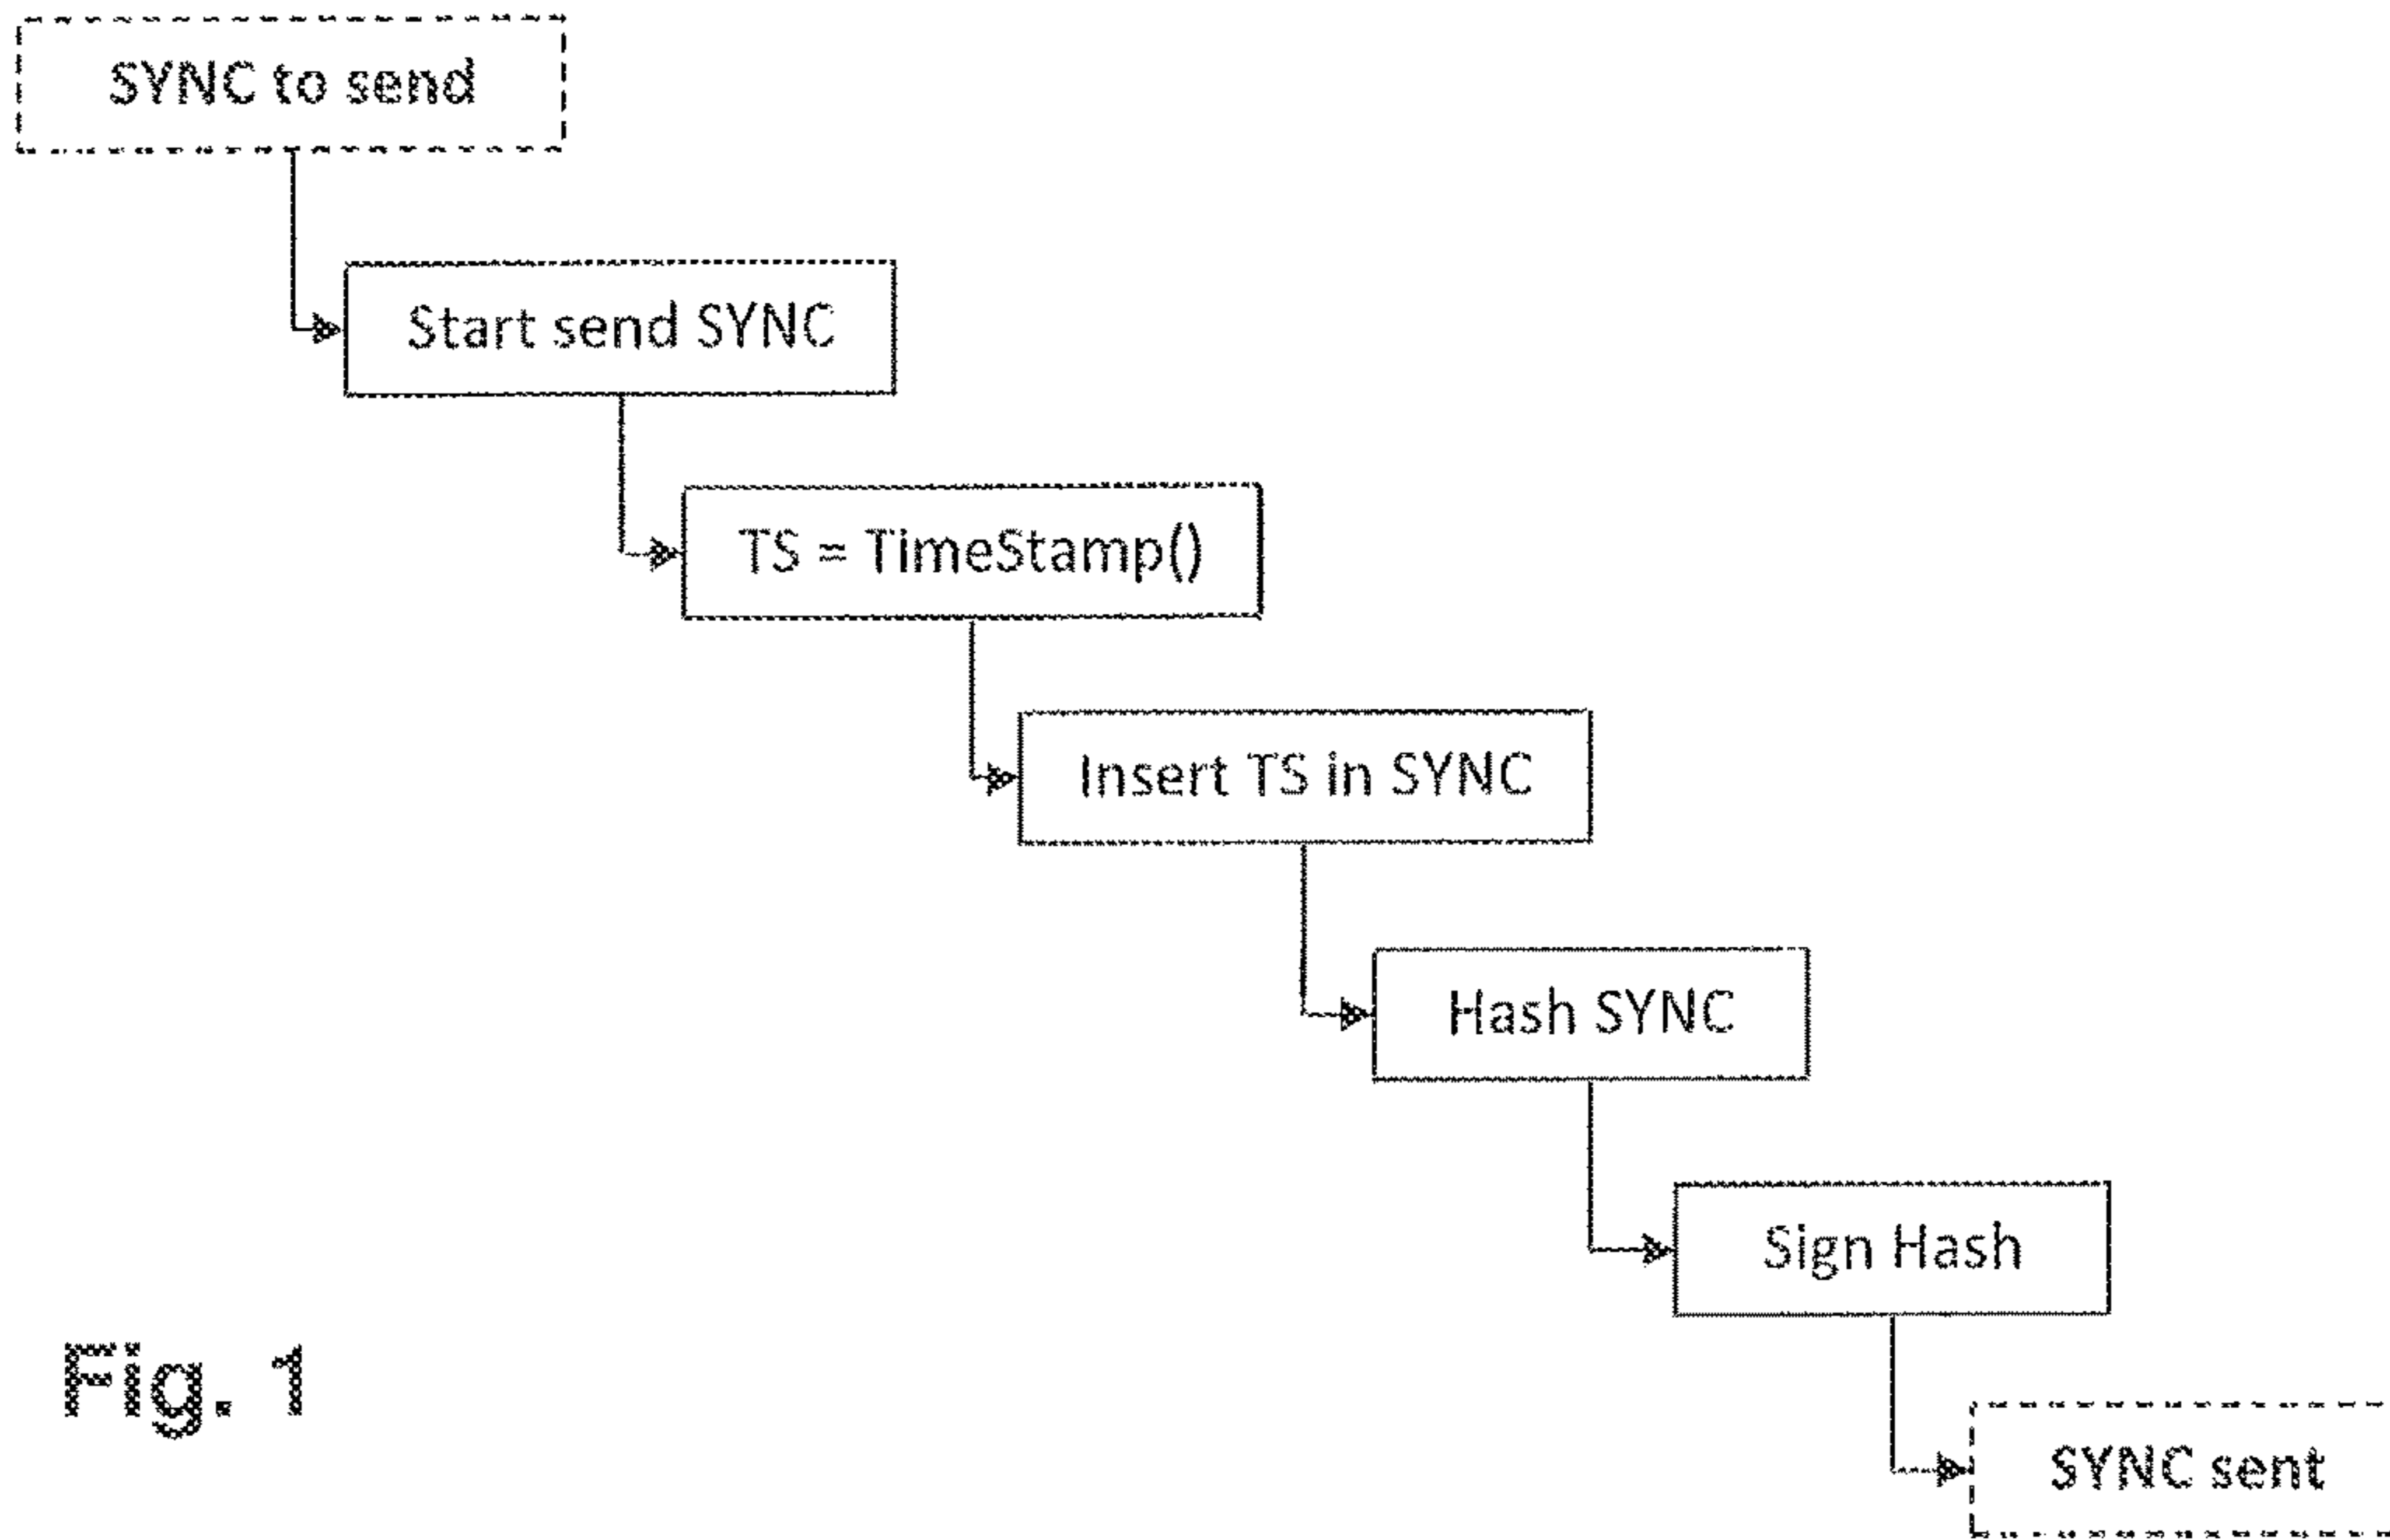 SYNC to send
Start send SYNC
TS = TimeStamp()
Insert TS in SYNC
Hash SYNC
Sign Hash
SYNC sent
Fig. 1